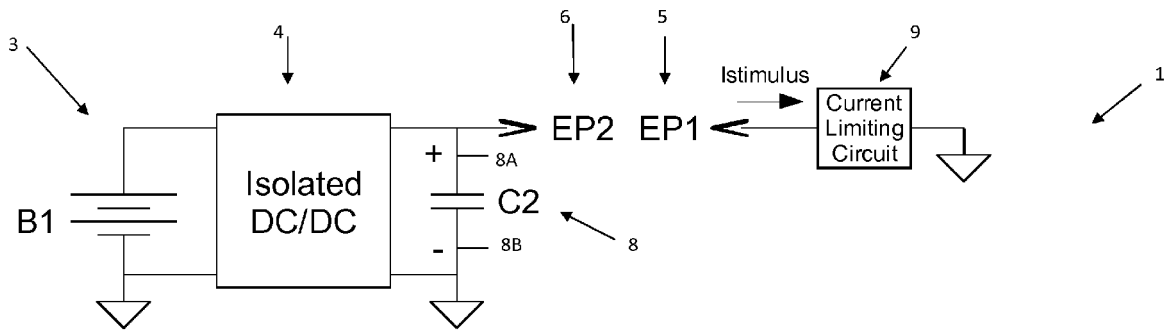 3
4
6
5
9
1
Istimulus
EP2
EP1
Current
Limiting
Circuit
+
8A
Isolated
DC/DC
B1
C2
-
8B
8